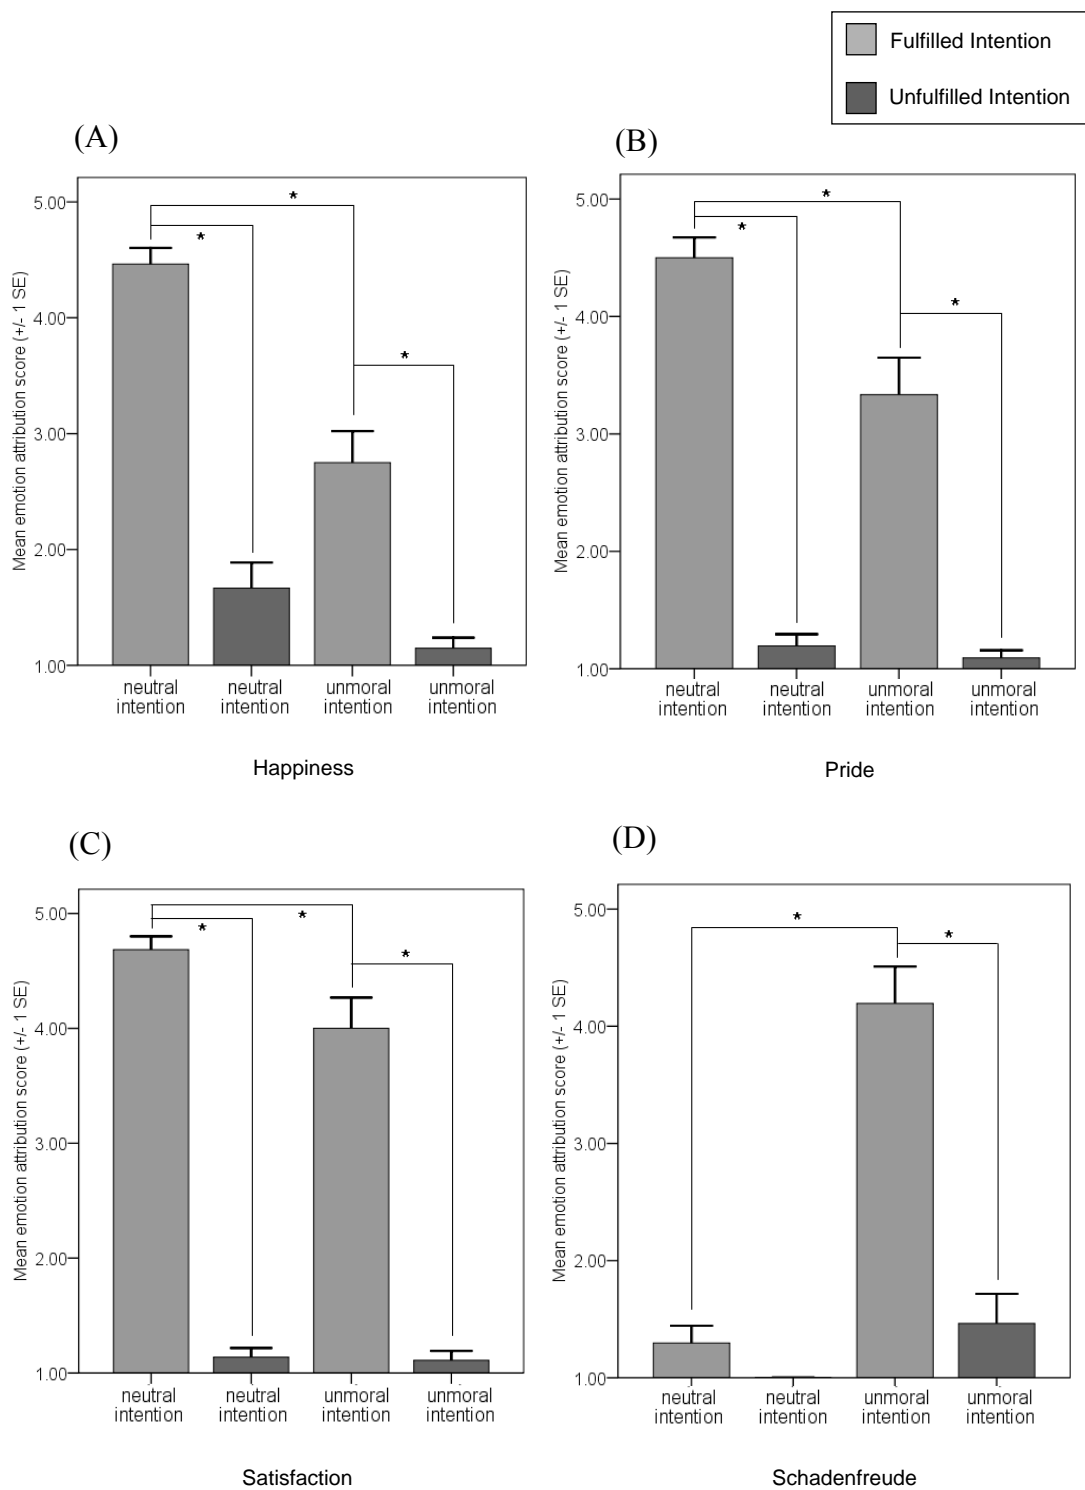 Fulfilled Intention
Unfulfilled Intention
(A)
Mean emotion attribution score (+/- 1 SE)
5.00
4.00
3.00
2.00
1.00
*
*
*
neutral intention
neutral intention
unmoral intention
unmoral intention
Happiness
(B)
Mean emotion attribution score (+/- 1 SE)
5.00
4.00
3.00
2.00
1.00
*
*
*
neutral intention
neutral intention
unmoral intention
unmoral intention
Pride
(C)
Mean emotion attribution score (+/- 1 SE)
5.00
4.00
3.00
2.00
1.00
*
*
*
neutral intention
neutral intention
unmoral intention
unmoral intention
Satisfaction
(D)
Mean emotion attribution score (+/- 1 SE)
5.00
4.00
3.00
2.00
1.00
*
*
neutral intention
neutral intention
unmoral intention
unmoral intention
Schadenfreude